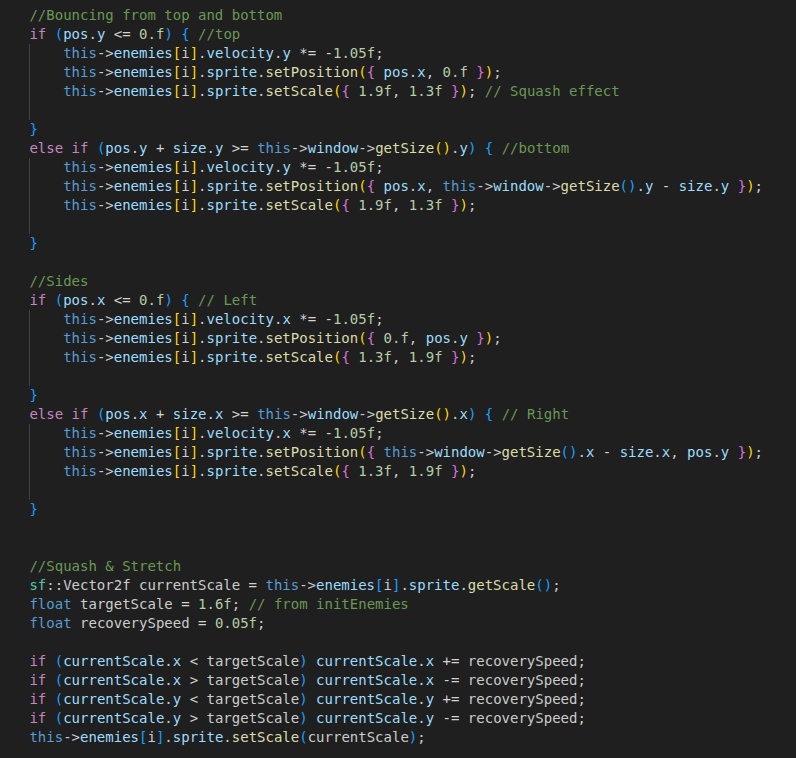 //Bouncing from top and bottom
if (pos.y <= 0.f) { //top
    this->enemies[i].velocity.y *= -1.05f;
    this->enemies[i].sprite.setPosition({ pos.x, 0.f });
    this->enemies[i].sprite.setScale({ 1.9f, 1.3f }); // Squash effect
}
else if (pos.y + size.y >= this->window->getSize().y) { //bottom
    this->enemies[i].velocity.y *= -1.05f;
    this->enemies[i].sprite.setPosition({ pos.x, this->window->getSize().y - size.y });
    this->enemies[i].sprite.setScale({ 1.9f, 1.3f });
}
//Sides
if (pos.x <= 0.f) { // Left
    this->enemies[i].velocity.x *= -1.05f;
    this->enemies[i].sprite.setPosition({ 0.f, pos.y });
    this->enemies[i].sprite.setScale({ 1.3f, 1.9f });
}
else if (pos.x + size.x >= this->window->getSize().x) { // Right
    this->enemies[i].velocity.x *= -1.05f;
    this->enemies[i].sprite.setPosition({ this->window->getSize().x - size.x, pos.y });
    this->enemies[i].sprite.setScale({ 1.3f, 1.9f });
}
//Squash & Stretch
sf::Vector2f currentScale = this->enemies[i].sprite.getScale();
float targetScale = 1.6f; // from initEnemies
float recoverySpeed = 0.05f;
if (currentScale.x < targetScale) currentScale.x += recoverySpeed;
if (currentScale.x > targetScale) currentScale.x -= recoverySpeed;
if (currentScale.y < targetScale) currentScale.y += recoverySpeed;
if (currentScale.y > targetScale) currentScale.y -= recoverySpeed;
this->enemies[i].sprite.setScale(currentScale);